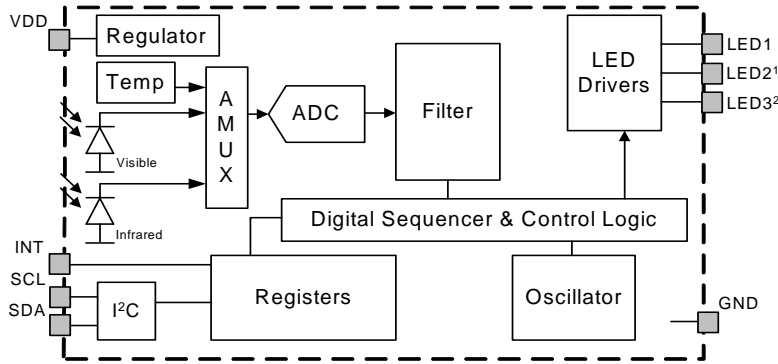 VDD
Regulator
Temp
A
M
U
X
ADC
Filter
LED
Drivers
LED1
LED2¹
LED3²
Visible
Infrared
Digital Sequencer & Control Logic
INT
SCL
SDA
I²C
Registers
Oscillator
GND